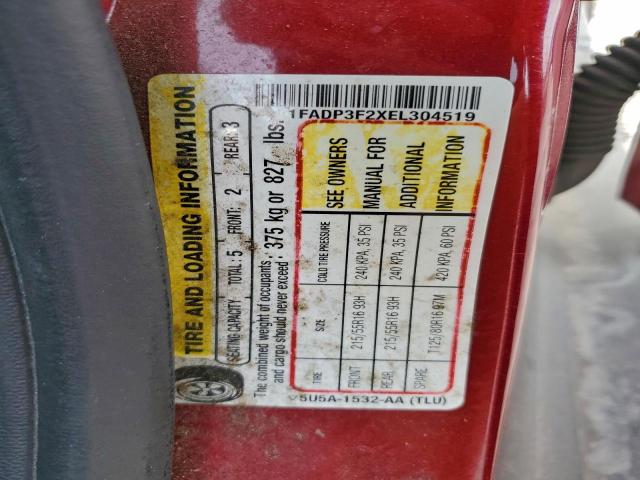 TIRE AND LOADING INFORMATION
SEATING CAPACITY TOTAL: 5 FRONT: 2 REAR: 3
The combined weight of occupants
and cargo should never exceed 375 kg or 827 lbs.
TIRE SIZE COLD TIRE PRESSURE SEE OWNERS
FRONT 215/55R16 93H 240 KPA, 35 PSI MANUAL FOR
REAR 215/55R16 93H 240 KPA, 35 PSI ADDITIONAL
SPARE T125/80R16 97M 420 KPA, 60 PSI INFORMATION
5U5A-1532-AA (TLU)
1FADP3F2XEL304519